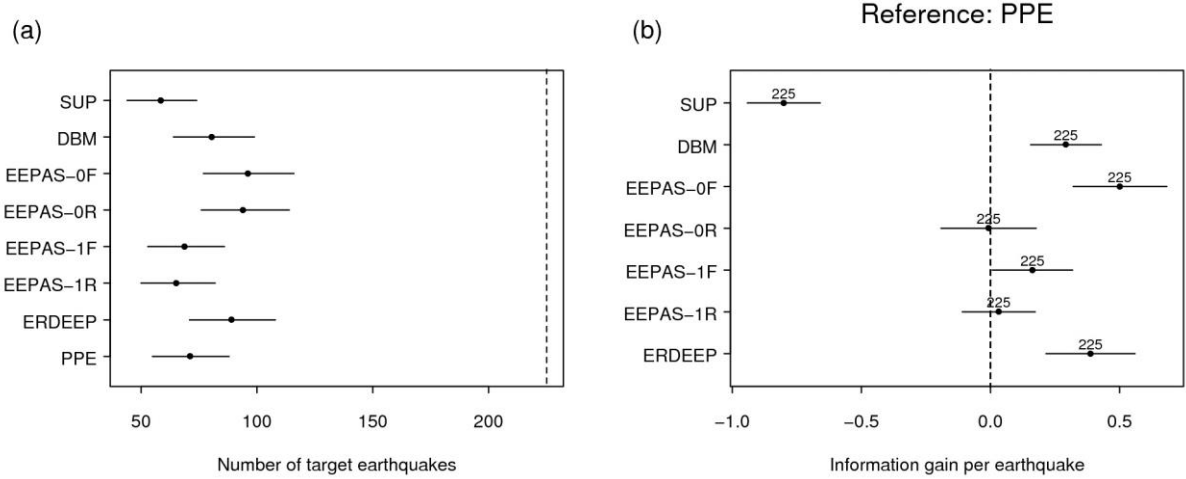 (a)
SUP
DBM
EEPAS-0F
EEPAS-0R
EEPAS-1F
EEPAS-1R
ERDEEP
PPE
50 100 150 200
Number of target earthquakes
(b)
Reference: PPE
SUP
DBM
EEPAS-0F
EEPAS-0R
EEPAS-1F
EEPAS-1R
ERDEEP
225
225
225
225
225
225
225
-1.0 -0.5 0.0 0.5
Information gain per earthquake